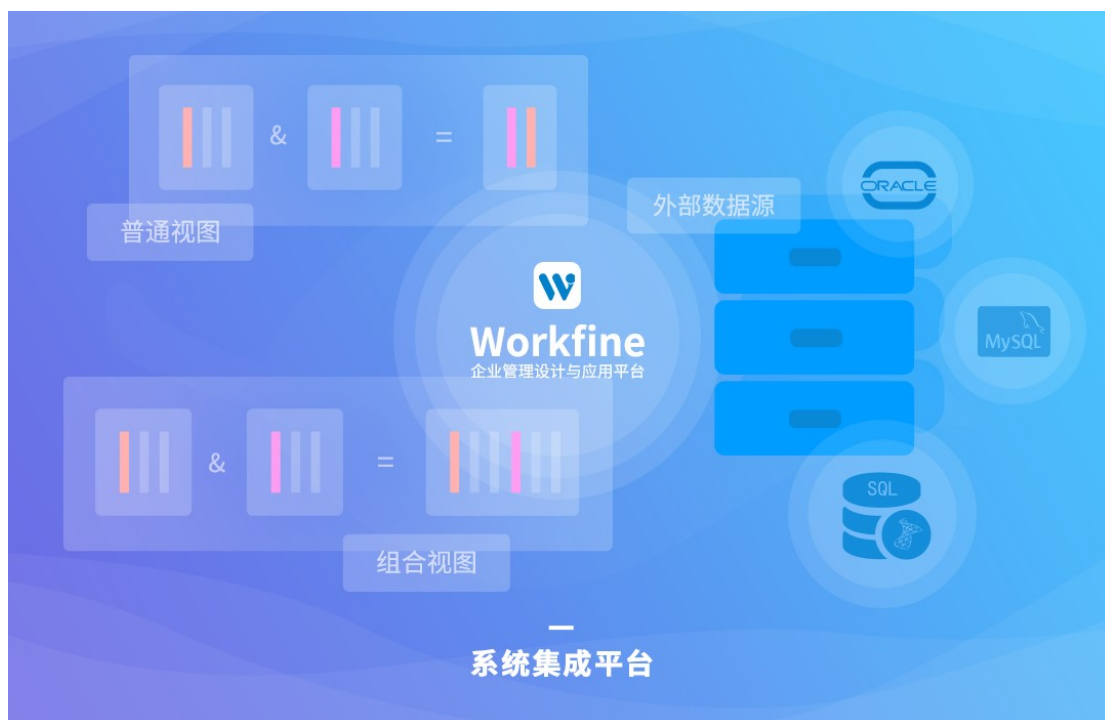 &
=
普通视图
外部数据源
ORACLE
Workfine
企业管理设计与应用平台
MySQL
&
=
组合视图
SQL
系统集成平台